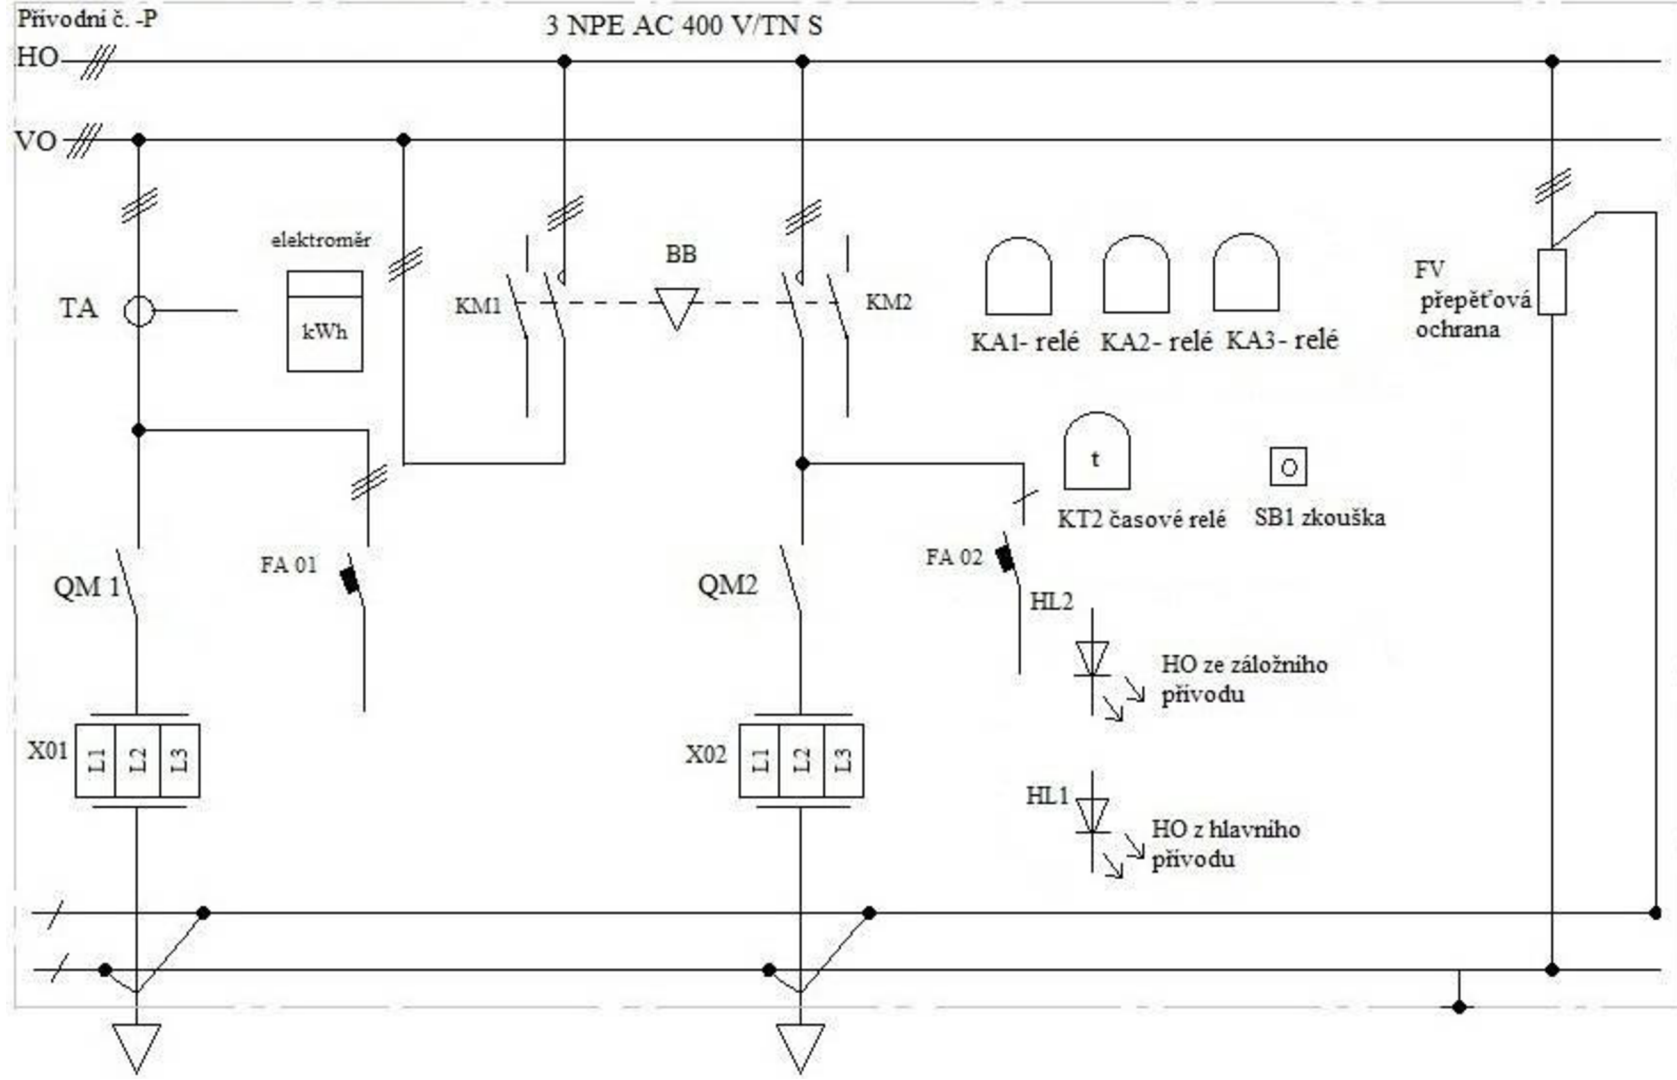 Přívodní č. -P
3 NPE AC 400 V/TN S
HO
VO
elektroměr
BB
TA
kWh
KM1
KM2
FV
přepěťová
ochrana
KA1- relé
KA2- relé
KA3- relé
t
KT2 časové relé
SB1 zkouška
QM 1
FA 01
QM2
FA 02
HL2
HO ze záložního
přívodu
X01
L1
L2
L3
X02
L1
L2
L3
HL1
HO z hlavního
přívodu